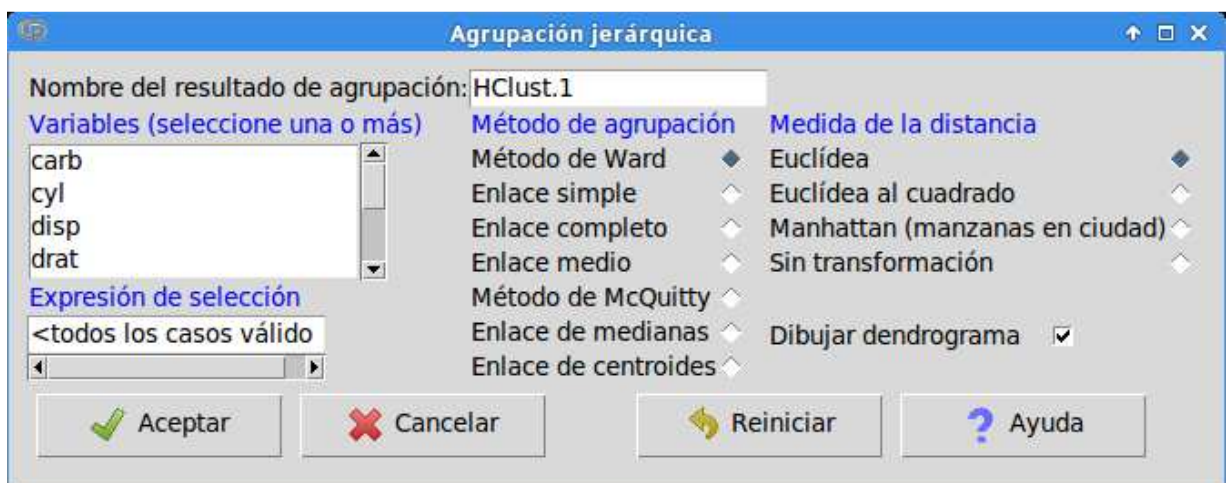 Agrupación jerárquica
Nombre del resultado de agrupación: HClust.1
Variables (seleccione una o más)
carb
cyl
disp
drat
Expresión de selección
<todos los casos válido
Método de agrupación
Método de Ward
Enlace simple
Enlace completo
Enlace medio
Método de McQuitty
Enlace de medianas
Enlace de centroides
Medida de la distancia
Euclídea
Euclídea al cuadrado
Manhattan (manzanas en ciudad)
Sin transformación
Dibujar dendrograma
Aceptar
Cancelar
Reiniciar
Ayuda